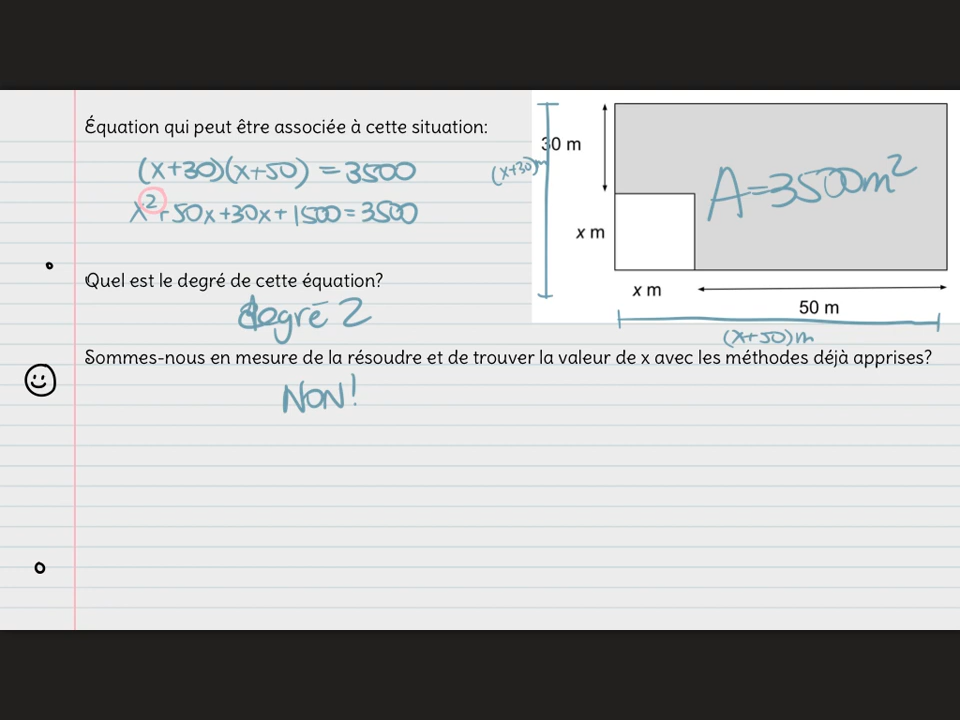 Équation qui peut être associée à cette situation:
(x+30)(x+50) = 3500
x²+50x+30x+1500=3500
Quel est le degré de cette équation?
degré 2
Sommes-nous en mesure de la résoudre et de trouver la valeur de x avec les méthodes déjà apprises?
NON!
30 m
(x+30)m
A=3500m²
x m
x m
50 m
(x+50)m